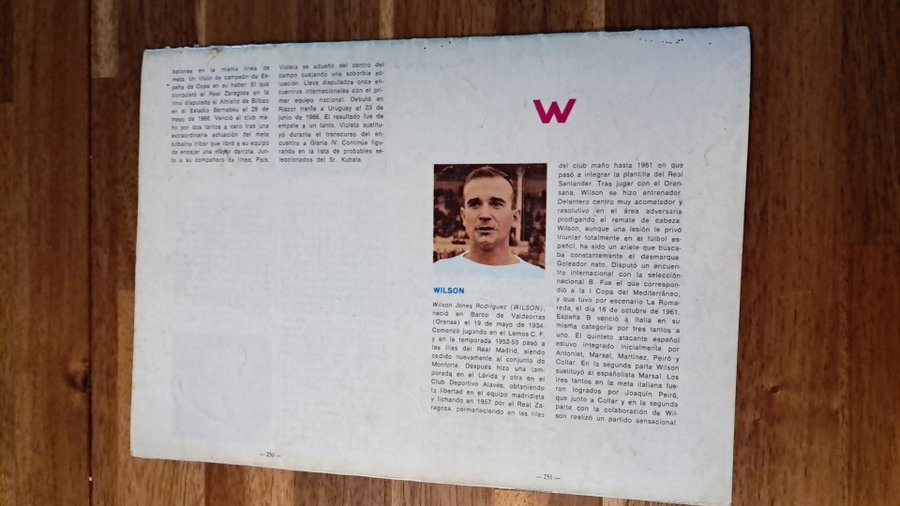 balones en la misma línea de
meta. Un título de campeón de Es-
paña de Copa en su haber. El que
conquistó el Real Zaragoza en la
final disputada al Athletic de Bilbao
en el Estadio Bernabéu el 29 de
mayo de 1966. Venció el club ma-
ño por dos tantos a cero tras una
extraordinaria actuación del meta
bilbaíno Iribar que libró a su equipo
de encajar una mayor derrota. Jun-
to a su compañero de línea, País,
Violeta se adueñó del centro del
campo cuajando una soberbia ac-
tuación. Lleva disputados once en-
cuentros internacionales con el pri-
mer equipo nacional. Debutó en
Riazor frente a Uruguay el 23 de
junio de 1966. El resultado fue de
empate a un tanto. Violeta sustitu-
yó durante el transcurso del en-
cuentro a Glaría IV. Continúa figu-
rando en la lista de probables se-
leccionados del Sr. Kubala.
— 250 —
W
WILSON
Wilson Jones Rodríguez (WILSON),
nació en Barco de Valdeorras
(Orense) el 19 de mayo de 1934.
Comenzó jugando en el Lemos C. F.
y en la temporada 1952-53 pasó a
las filas del Real Madrid, siendo
cedido nuevamente al conjunto de
Monforte. Después hizo una tem-
porada en el Lérida y otra en el
Club Deportivo Alavés, obteniendo
la libertad en el equipo madridista
y fichando en 1957 por el Real Za-
ragoza, permaneciendo en las filas
del club maño hasta 1961 en que
pasó a integrar la plantilla del Real
Santander. Tras jugar con el Oren-
sana, Wilson se hizo entrenador.
Delantero centro muy acometedor y
resolutivo en el área adversaria
prodigando el remate de cabeza.
Wilson, aunque una lesión le privó
triunfar totalmente en el fútbol es-
pañol, ha sido un ariete que busca-
ba constantemente el desmarque.
Goleador nato. Disputó un encuen-
tro internacional con la selección
nacional B. Fue el que correspon-
dió a la I Copa del Mediterráneo,
y que tuvo por escenario La Roma-
reda, el día 16 de octubre de 1961.
España B venció a Italia en su
misma categoría por tres tantos a
uno. El quinteto atacante español
estuvo integrado inicialmente por
Antoniet, Marsal, Martínez, Peiró y
Collar. En la segunda parte Wilson
sustituyó al españolista Marsal. Los
tres tantos en la meta italiana fue-
ron logrados por Joaquín Peiró,
que junto a Collar y en la segunda
parte con la colaboración de Wil-
son realizó un partido sensacional.
— 251 —